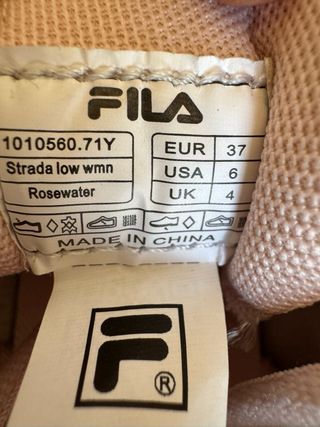 FILA
1010560.71Y
Strada low wmn
Rosewater
EUR 37
USA 6
UK 4
MADE IN CHINA
F
®